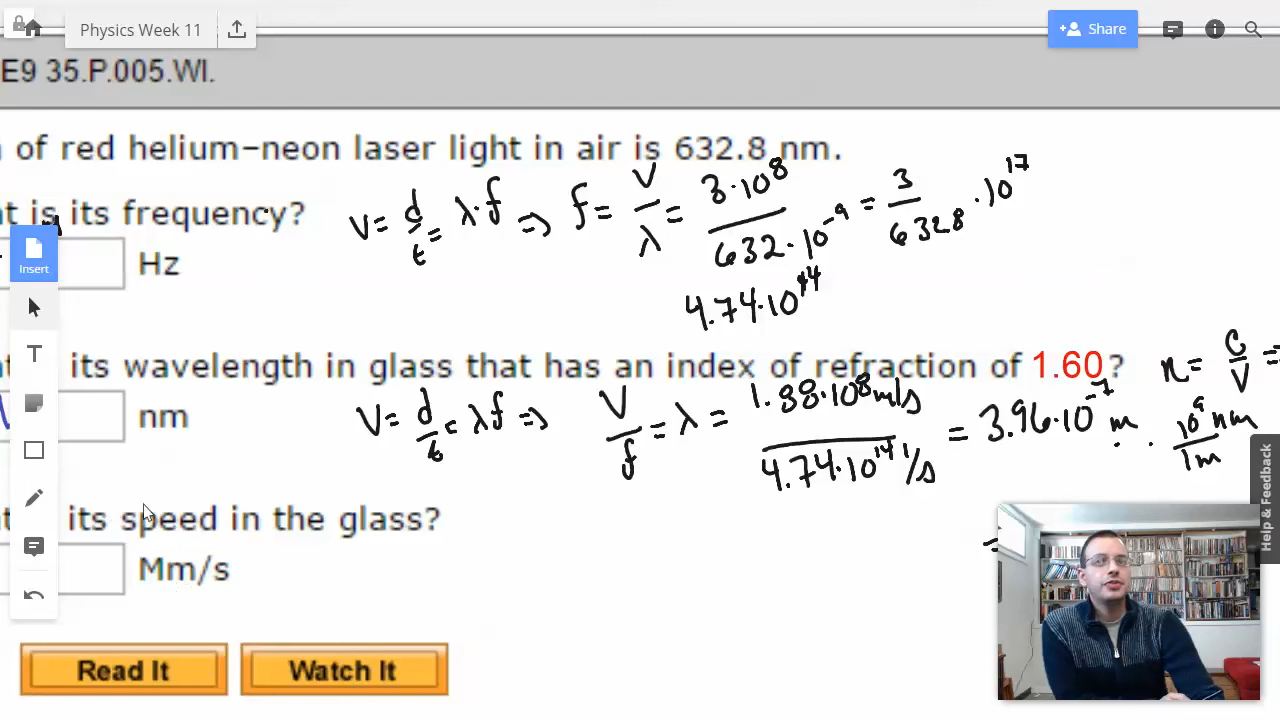 Physics Week 11
Share
E9 35.P.005.WI.
of red helium-neon laser light in air is 632.8 nm.
is its frequency?
V = d/t = λ·f ⇒ f = V/λ = 3·10^8 / 632·10^-9 = 3/6328 · 10^17
Insert
Hz
4.74·10^14
its wavelength in glass that has an index of refraction of 1.60?
n = C/V =
nm
V = d/t = λf ⇒ V/f = λ = 1.88·10^8 m/s / 4.74·10^14 1/s = 3.96·10^-7 m · 10^9 nm / 1m
its speed in the glass?
Mm/s
Help & Feedback
Read It
Watch It